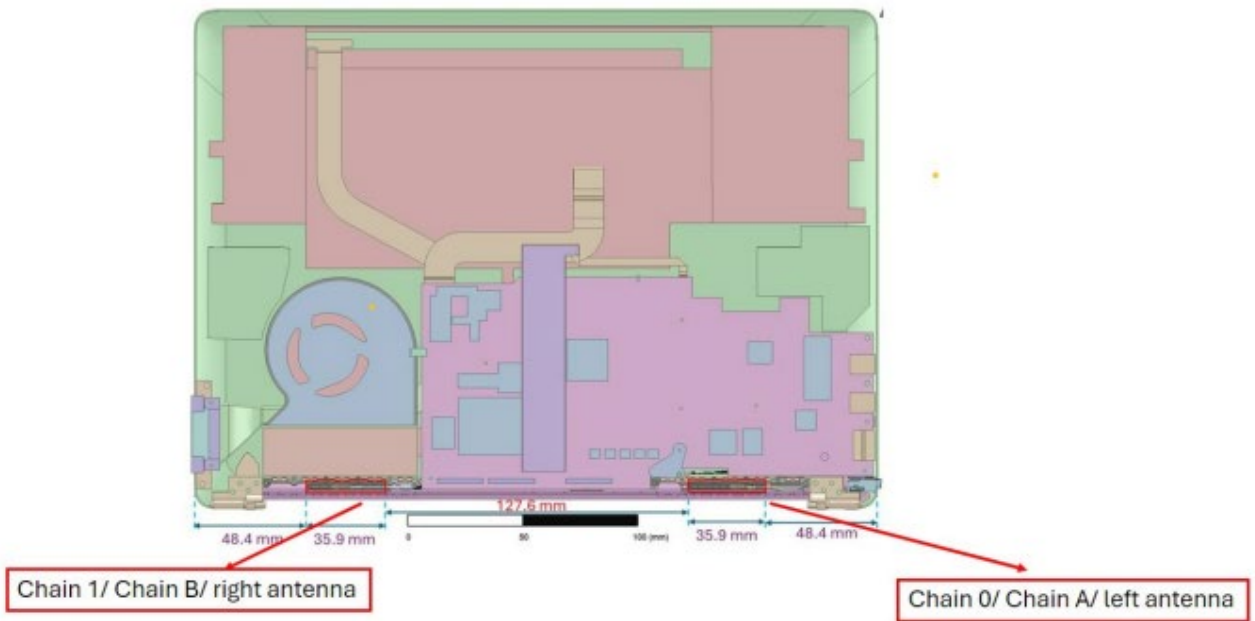 127.6 mm
48.4 mm
35.9 mm
0
50
100 (mm)
35.9 mm
48.4 mm
Chain 1/ Chain B/ right antenna
Chain 0/ Chain A/ left antenna